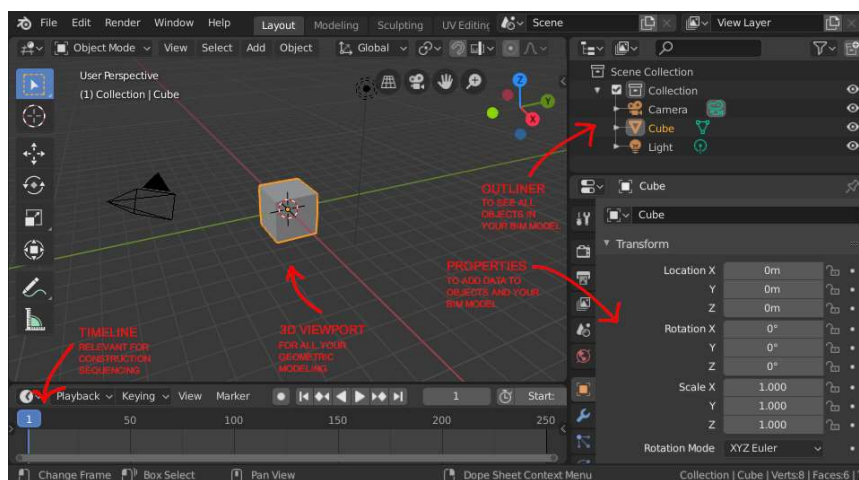 File Edit Render Window Help Layout Modeling Sculpting UV Editing Scene View Layer
Object Mode View Select Add Object Global
User Perspective
(1) Collection | Cube
Z
Y
X
Scene Collection
Collection
Camera
Cube
Light
OUTLINER
TO SEE ALL
OBJECTS IN
YOUR BIM MODEL
Cube
Cube
Transform
Location X 0m
Y 0m
Z 0m
Rotation X 0°
Y 0°
Z 0°
Scale X 1.000
Y 1.000
Z 1.000
Rotation Mode XYZ Euler
PROPERTIES
TO ADD DATA TO
OBJECTS AND YOUR
BIM MODEL
3D VIEWPORT
FOR ALL YOUR
GEOMETRIC
MODELING
TIMELINE
RELEVANT FOR
CONSTRUCTION
SEQUENCING
Playback Keying View Marker 1 Start:
1 50 100 150 200 250
Change Frame Box Select Pan View Dope Sheet Context Menu Collection | Cube | Verts:8 | Faces:6 |